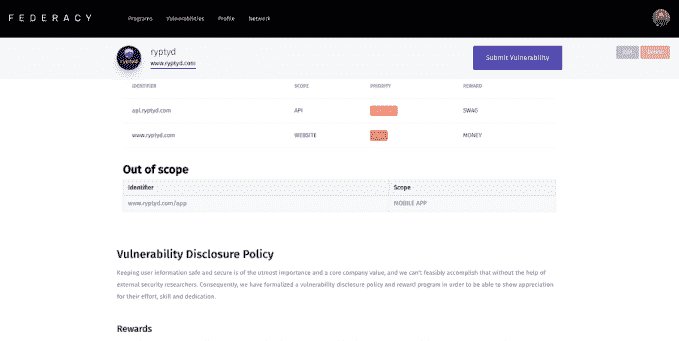 FEDERACY
Programs Vulnerabilities Profile Network
ryptyd
www.ryptyd.com
Submit Vulnerability
IDENTIFIER SCOPE PRIORITY REWARD
api.ryptyd.com API SWAG
www.ryptyd.com WEBSITE MONEY
Out of scope
Identifier Scope
www.ryptyd.com/app MOBILE APP
Vulnerability Disclosure Policy
Keeping user information safe and secure is of the utmost importance and a core company value, and we can't feasibly accomplish that without the help of
external security researchers. Consequently, we have formalized a vulnerability disclosure policy and reward program in order to be able to show appreciation
for their effort, skill and dedication.
Rewards